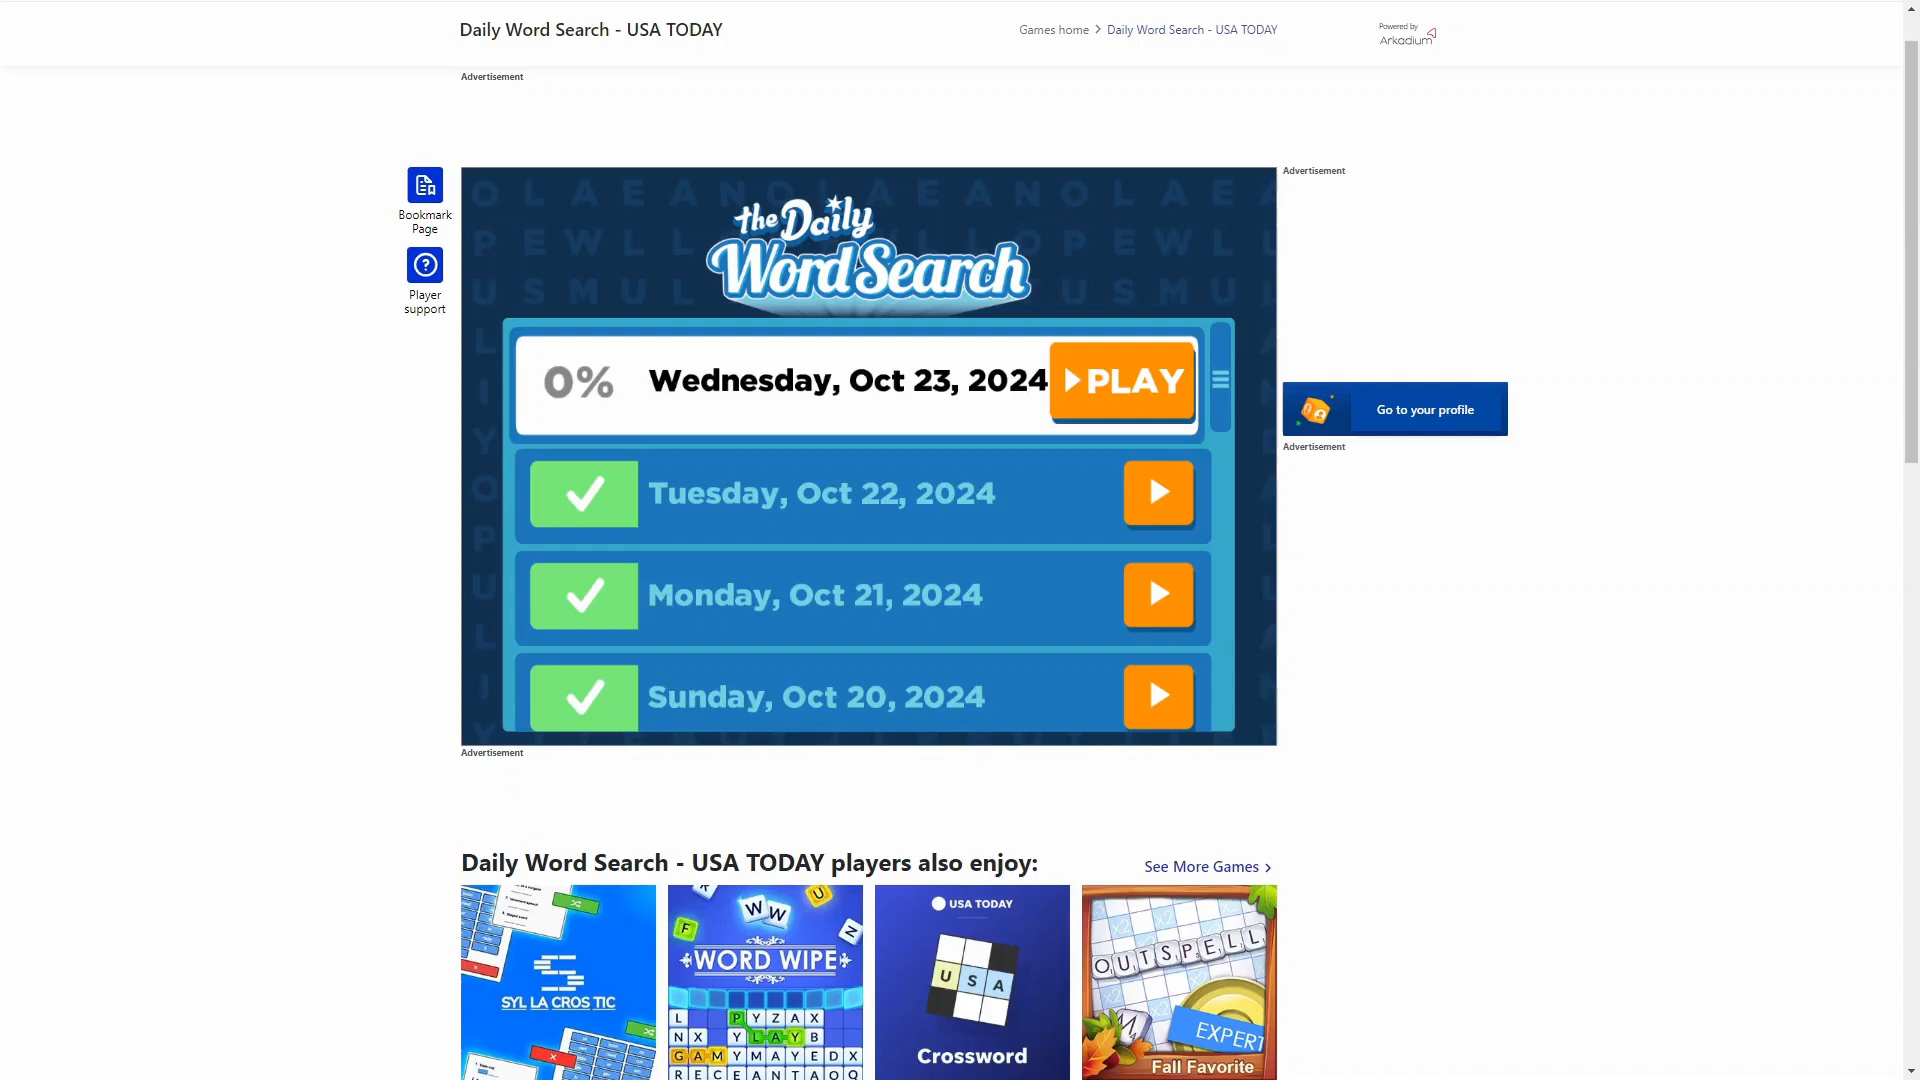 Daily Word Search - USA TODAY
Games home
Daily Word Search - USA TODAY
Powered by
Arkadium
Advertisement
Bookmark
Page
Player
support
the Daily
Word Search
Advertisement
0%
Wednesday, Oct 23, 2024
PLAY
Go to your profile
Advertisement
Tuesday, Oct 22, 2024
Monday, Oct 21, 2024
Sunday, Oct 20, 2024
Advertisement
Daily Word Search - USA TODAY players also enjoy:
See More Games
SYL LA CROS TIC
F W W U N
WORD WIPE
L P Y Z A X
N X Y L A Y B
G A M Y M A Y E D X
R E C E A N T A O Q
USA TODAY
U S A
Crossword
OUTSPELL
M
EXPERT
Fall Favorite